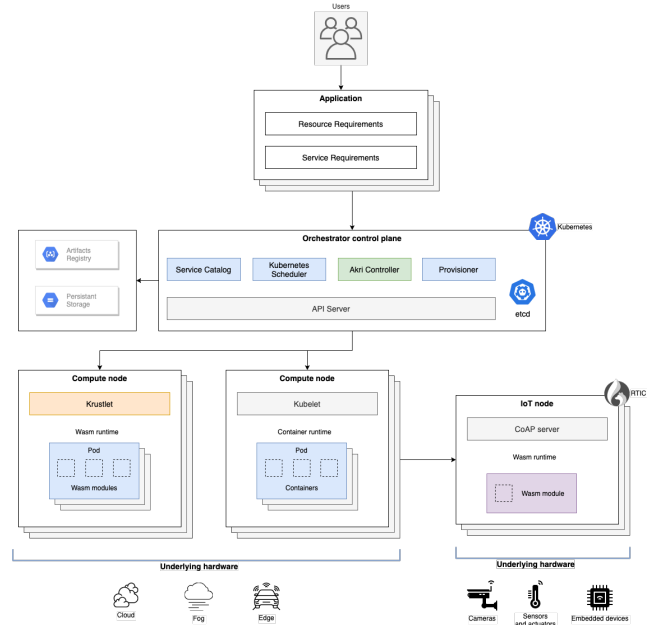 Users
Application
Resource Requirements
Service Requirements
Kubernetes
Orchestrator control plane
Artifacts
Registry
Persistant
Storage
Service Catalog
Kubernetes
Scheduler
Akri Controller
Provisioner
API Server
etcd
Compute node
Krustlet
Wasm runtime
Pod
Wasm modules
Compute node
Kubelet
Container runtime
Pod
Containers
RTIC
IoT node
CoAP server
Wasm runtime
Wasm module
Underlying hardware
Cloud
Fog
Edge
Underlying hardware
Cameras
Sensors
and actuators
Embedded devices